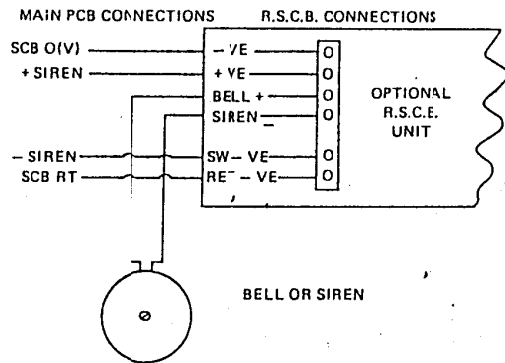 MAIN PCB CONNECTIONS R.S.C.B. CONNECTIONS
SCB O(V) - VE O
+ SIREN + VE O
BELL + O
SIREN - O
OPTIONAL
R.S.C.E.
UNIT
- SIREN SW - VE O
SCB RT RE - VE O
BELL OR SIREN